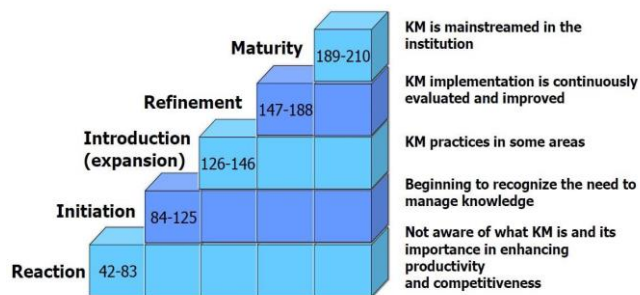 Maturity
189-210
KM is mainstreamed in the
institution
Refinement
147-188
KM implementation is continuously
evaluated and improved
Introduction
(expansion)
126-146
KM practices in some areas
Initiation
84-125
Beginning to recognize the need to
manage knowledge
Reaction
42-83
Not aware of what KM is and its
importance in enhancing
productivity
and competitiveness